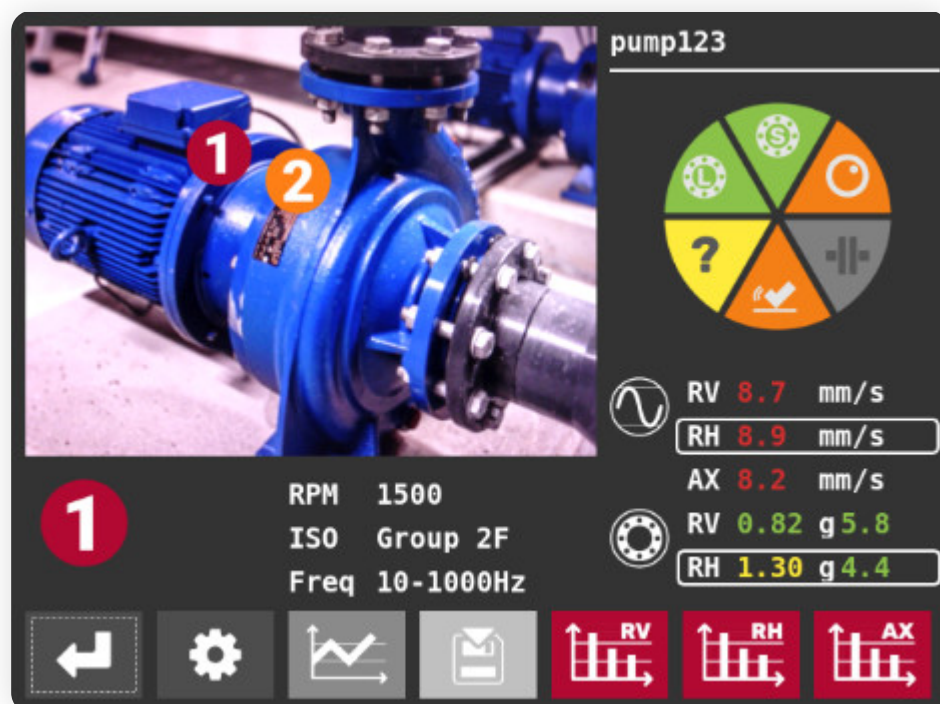 pump123
1
2
L
S
?
RV 8.7 mm/s
RH 8.9 mm/s
AX 8.2 mm/s
RV 0.82 g 5.8
RH 1.30 g 4.4
1
RPM 1500
ISO Group 2F
Freq 10-1000Hz
RV
RH
AX